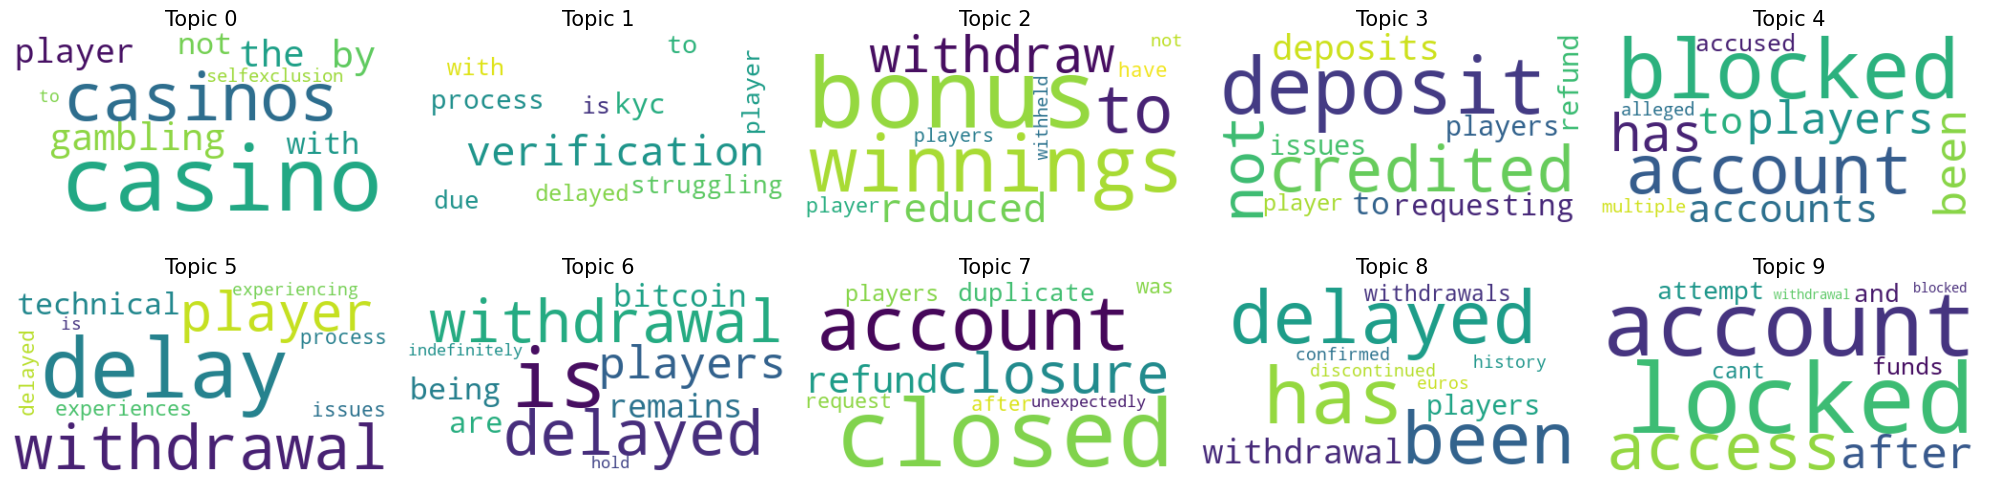 Topic 0
player not the by
selfexclusion
to casinos
gambling with
casino
Topic 1
to
with
process is kyc player
verification
due delayed struggling
Topic 2
withdraw not
bonus have
to
players withheld
winnings
player reduced
Topic 3
deposits refund
deposit
players
not issues
credited
player to requesting
Topic 4
accused
blocked
alleged
has to players been
account
multiple accounts
Topic 5
experiencing
technical player
is process
delayed delay
experiences issues
withdrawal
Topic 6
bitcoin
withdrawal
indefinitely is players
being remains
are delayed
hold
Topic 7
players duplicate was
account
refund closure
request after unexpectedly
closed
Topic 8
withdrawals
delayed
confirmed history
discontinued
has euros
players
withdrawal been
Topic 9
attempt withdrawal and blocked
account
cant funds
locked
access after